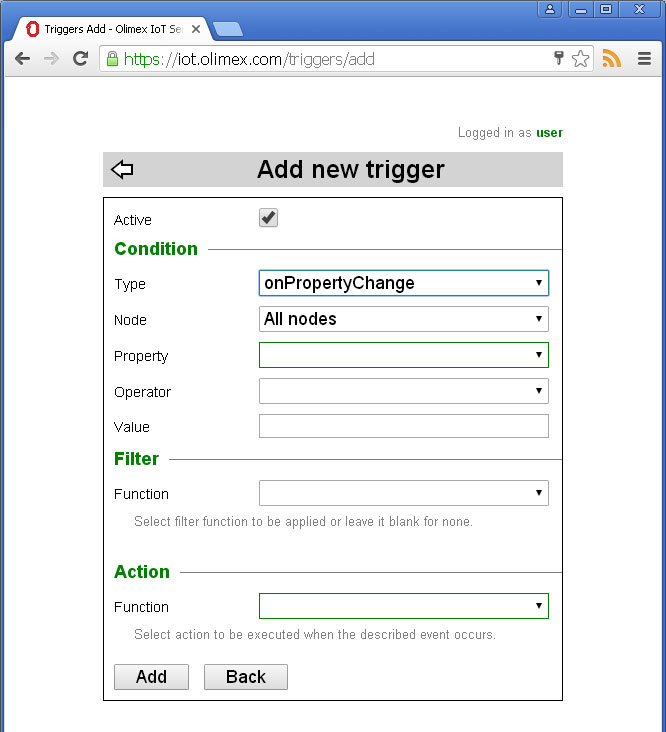 Triggers Add - Olimex IoT Se
https://iot.olimex.com/triggers/add
Logged in as user
Add new trigger
Active
Condition
Type onPropertyChange
Node All nodes
Property
Operator
Value
Filter
Function
Select filter function to be applied or leave it blank for none.
Action
Function
Select action to be executed when the described event occurs.
Add Back